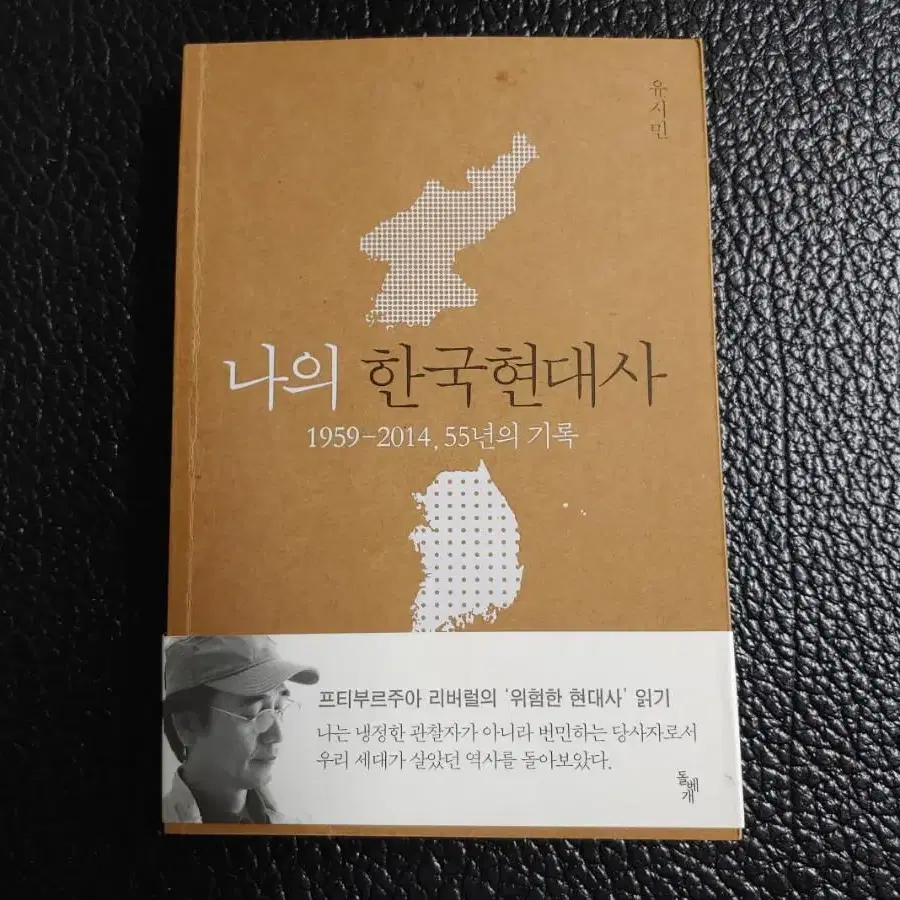 유시민
나의 한국현대사
1959-2014, 55년의 기록
프티부르주아 리버럴의 '위험한 현대사' 읽기
나는 냉정한 관찰자가 아니라 번민하는 당사자로서
우리 세대가 살았던 역사를 돌아보았다.
돌베개